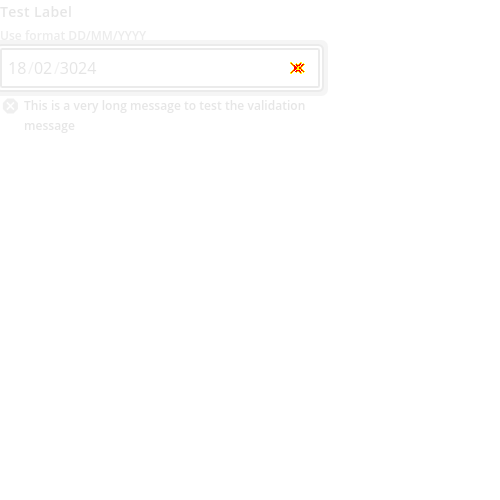 Test Label
Use format DD/MM/YYYY
18/02/3024
This is a very long message to test the validation
message